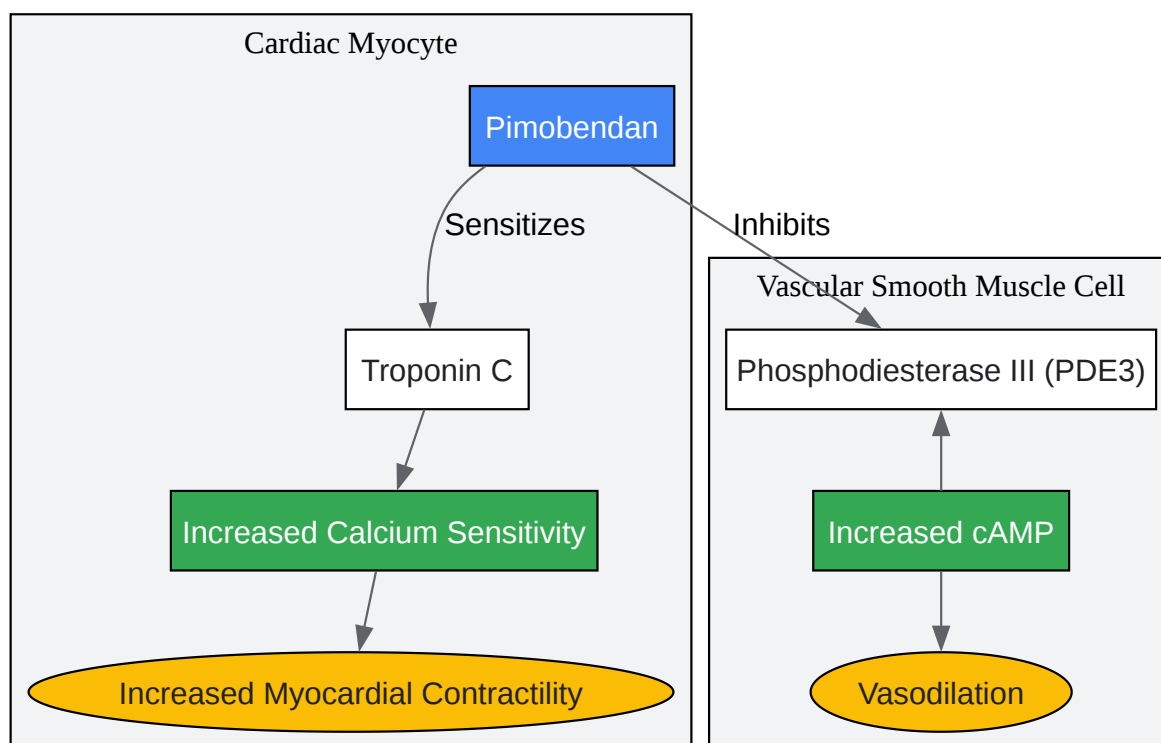 Cardiac Myocyte
Pimobendan
Sensitizes
Inhibits
Vascular Smooth Muscle Cell
Troponin C
Phosphodiesterase III (PDE3)
Increased Calcium Sensitivity
Increased cAMP
Increased Myocardial Contractility
Vasodilation